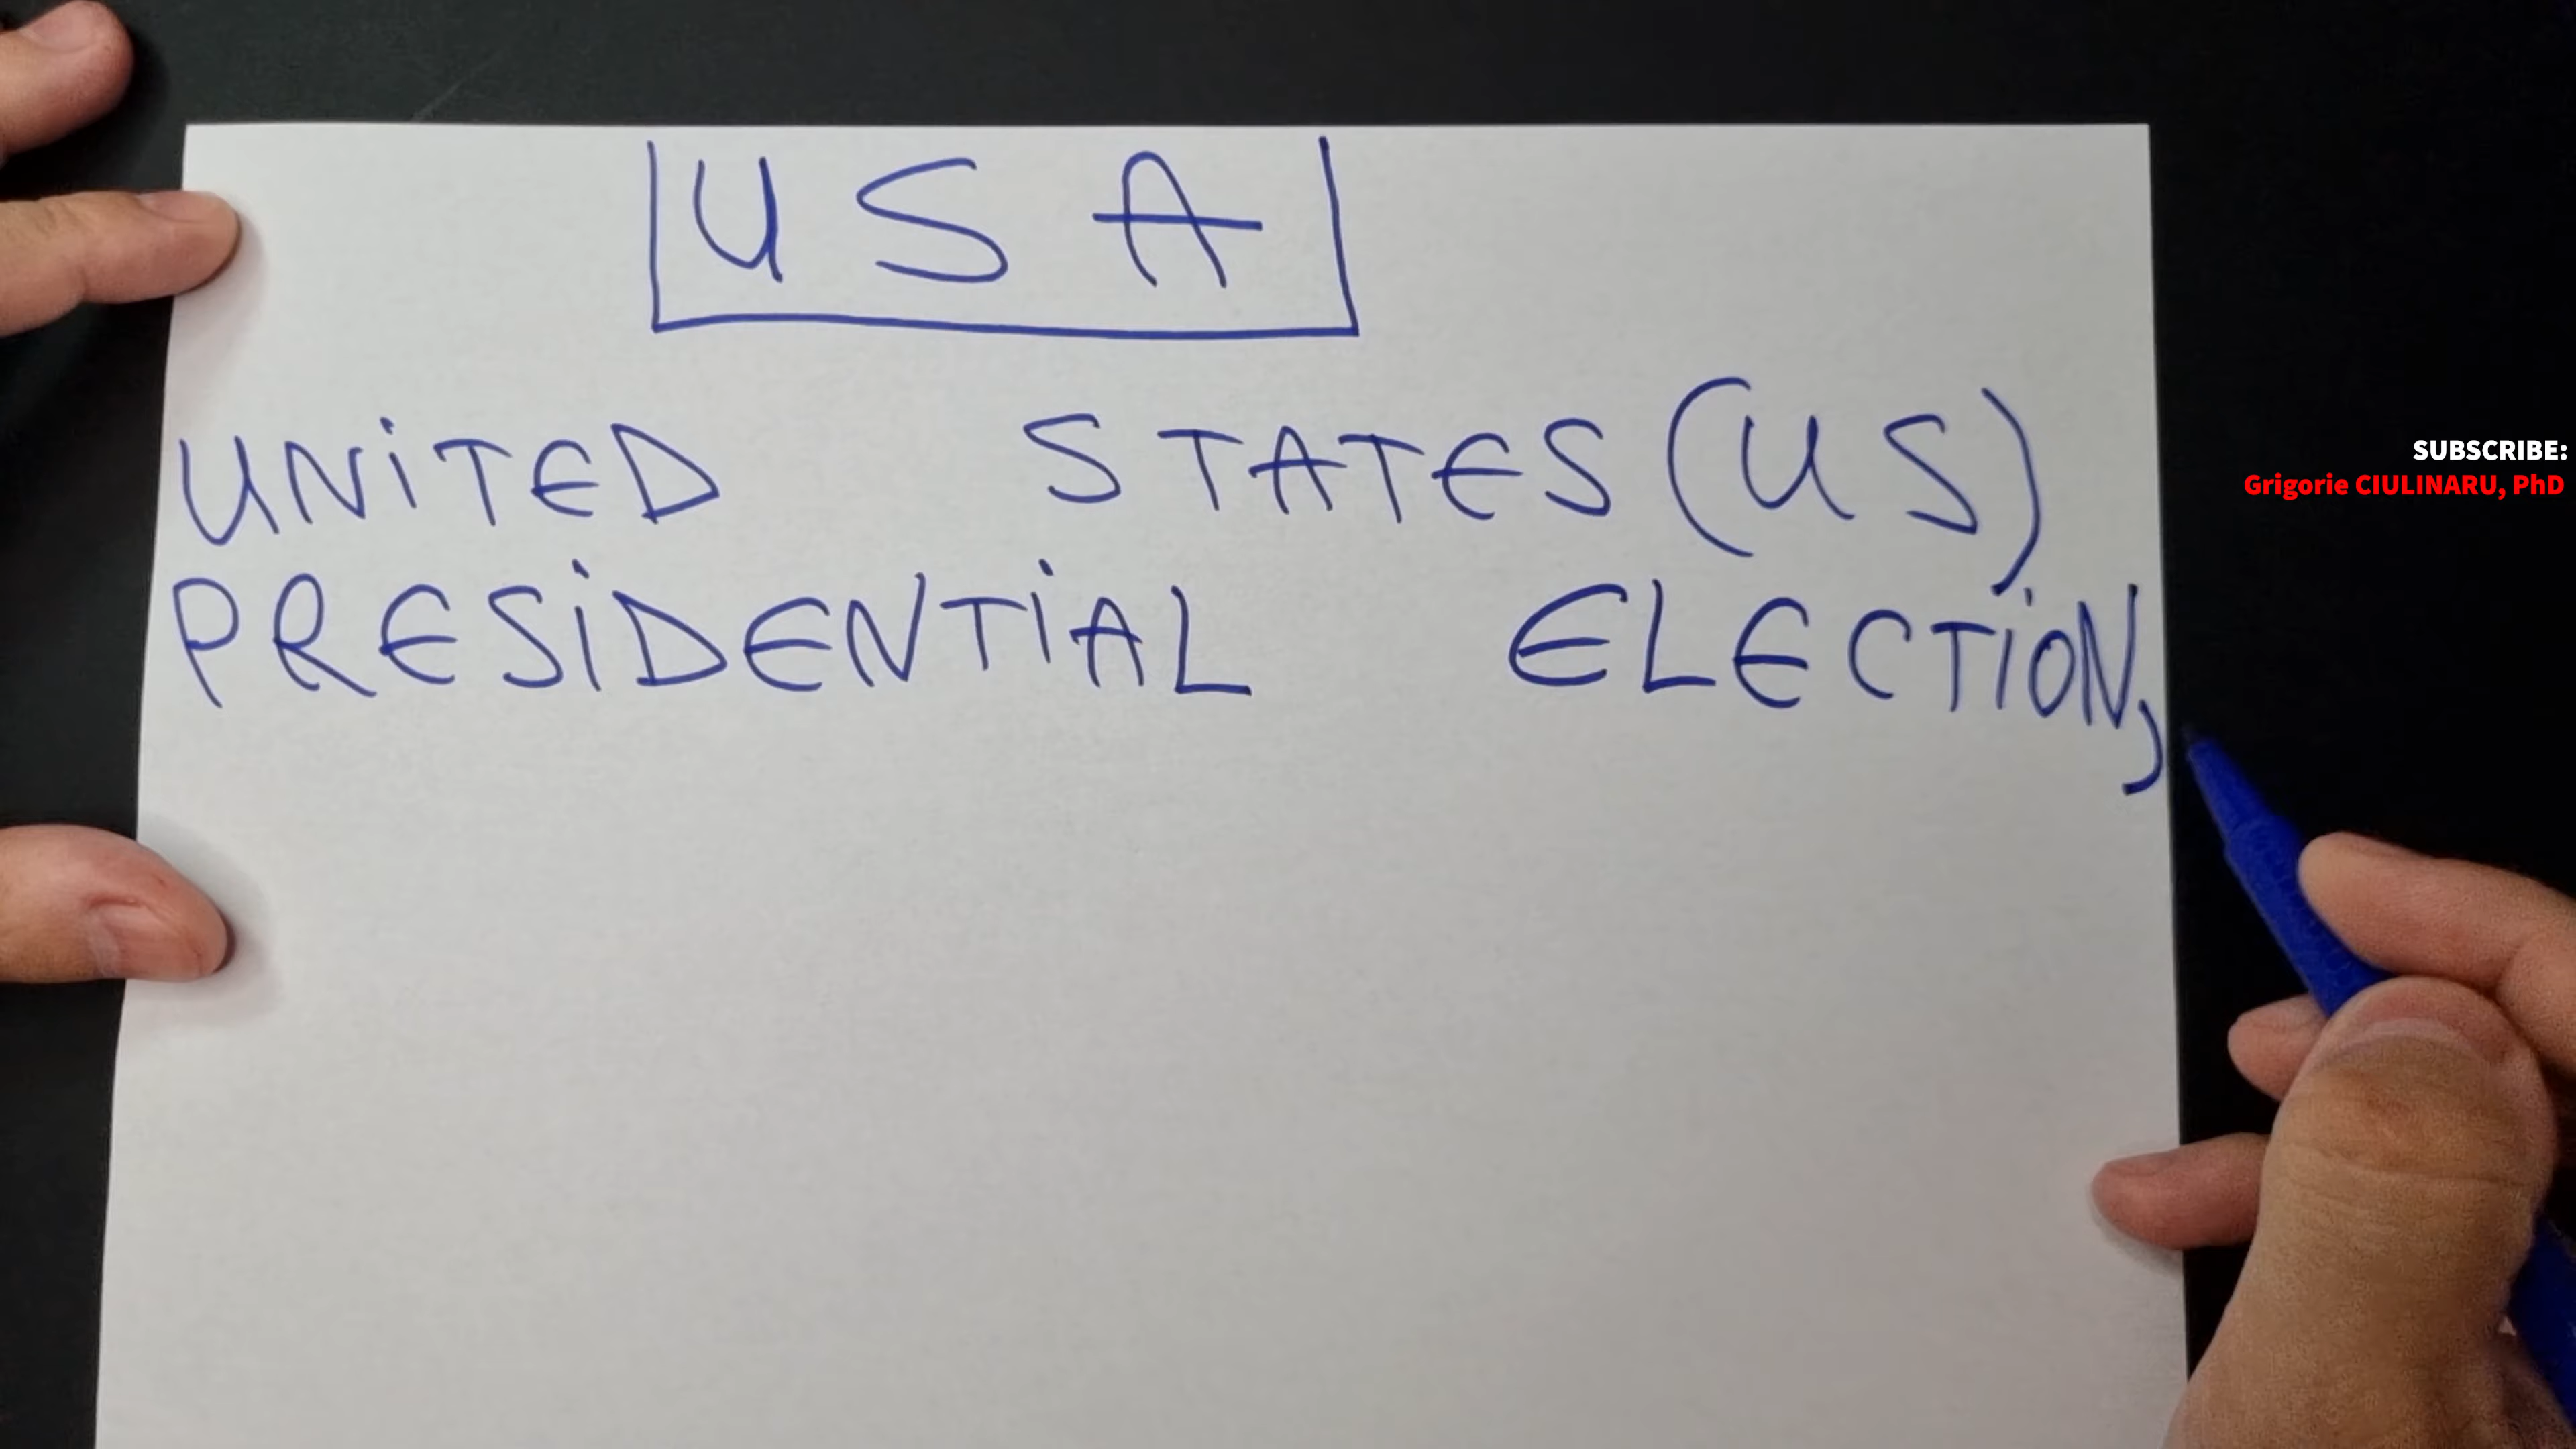 USA
UNiTED STATES (US)
PRESiDENTiAL ELECTiON,
SUBSCRIBE:
Grigorie CIULINARU, PhD